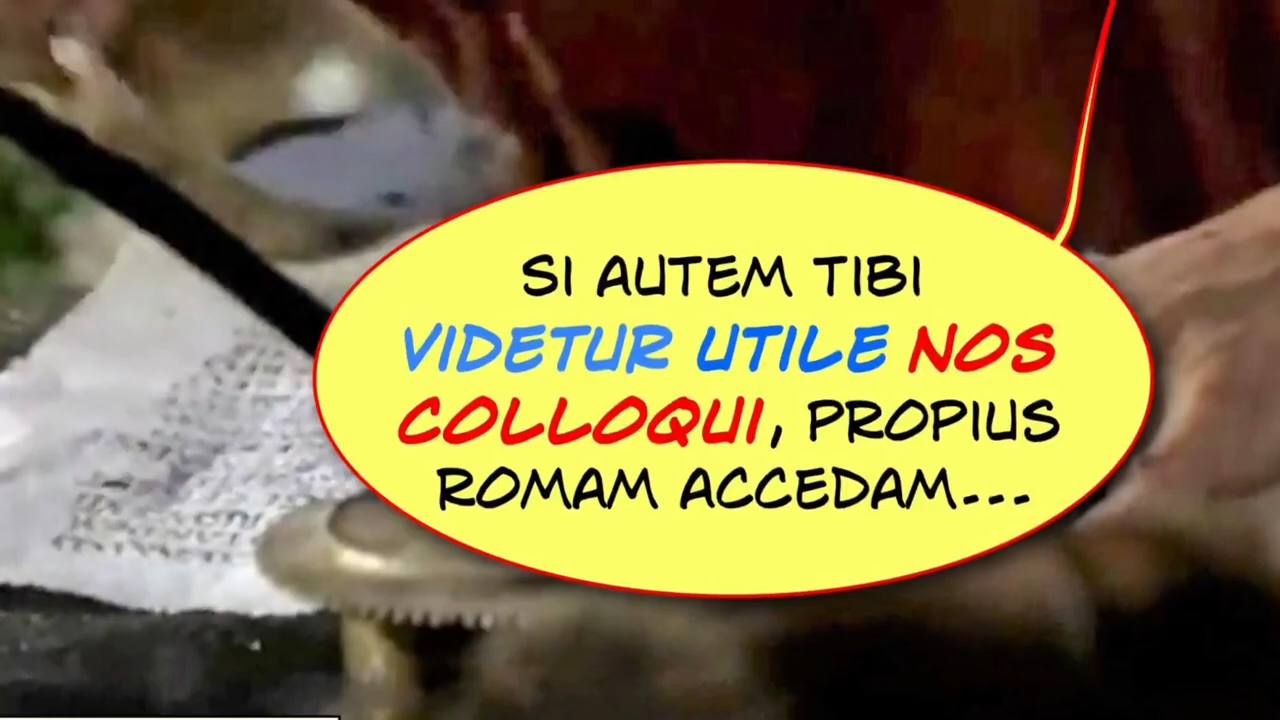 SI AUTEM TIBI
VIDETUR UTILE NOS
COLLOQUI, PROPIUS
ROMAM ACCEDAM...